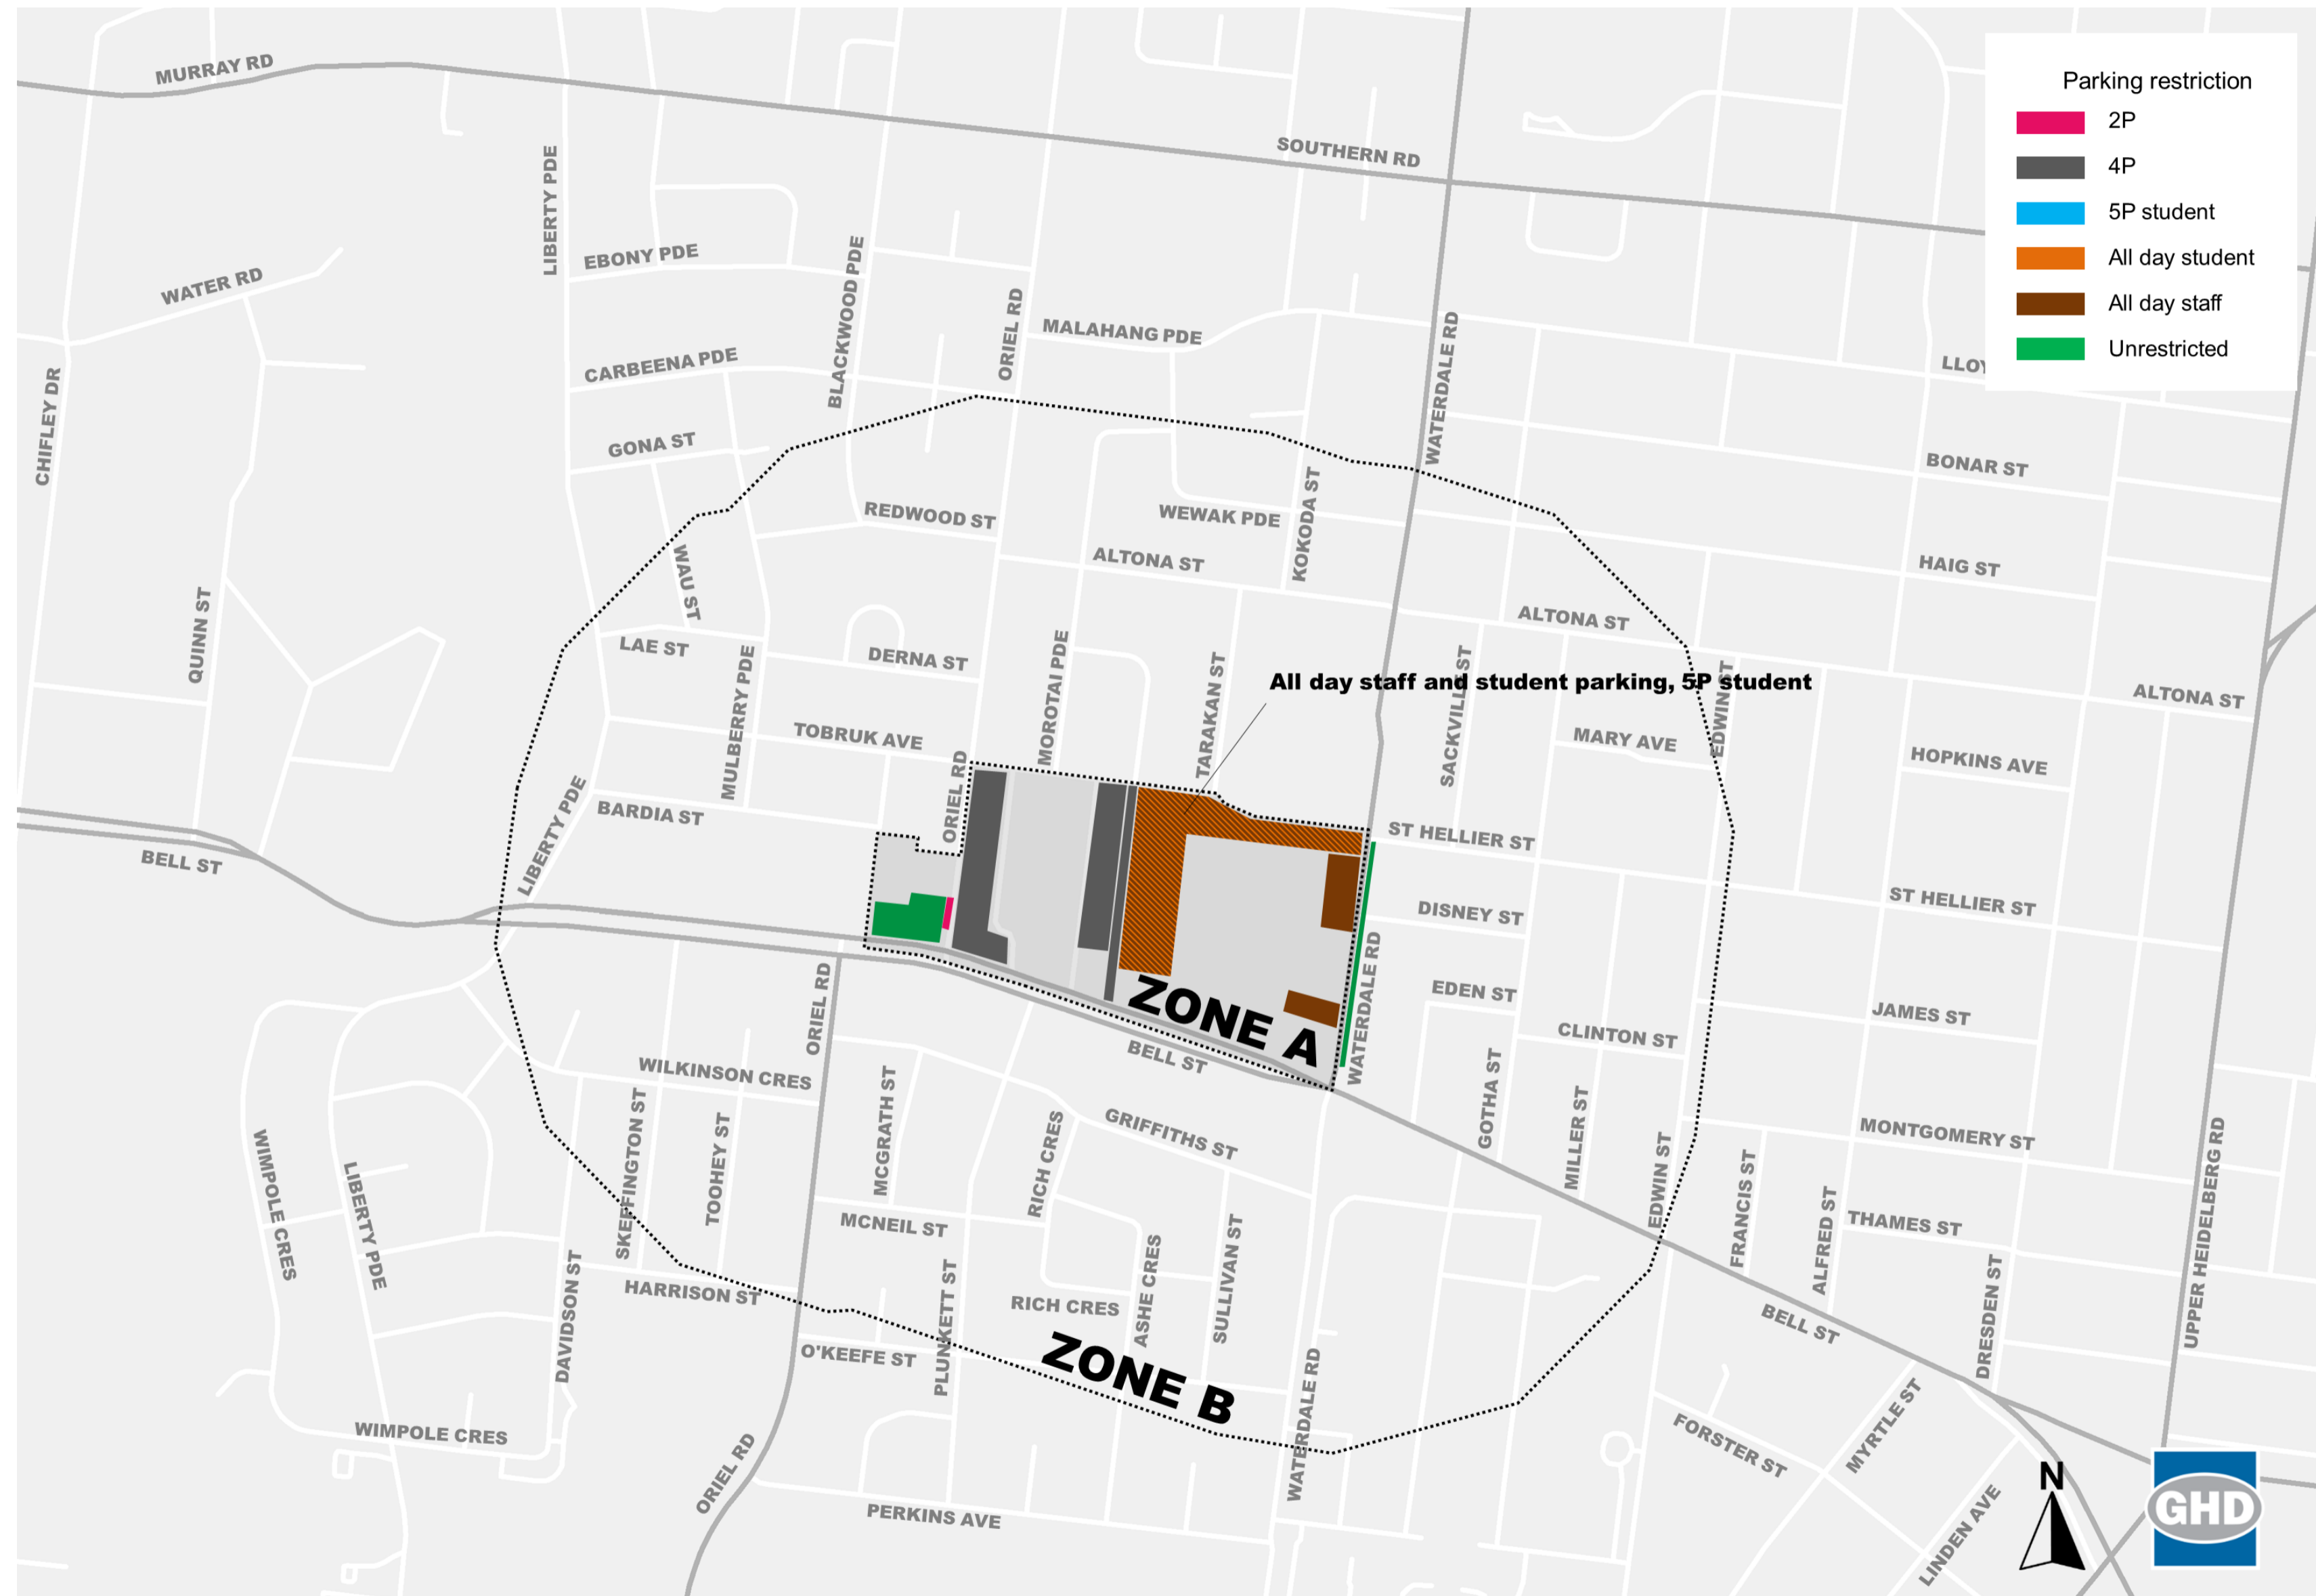 MURRAY RD
SOUTHERN RD
Parking restriction
2P
4P
5P student
All day student
All day staff
Unrestricted
LIBERTY PDE
EBONY PDE
WATER RD
BLACKWOOD PDE
ORIEL RD
MALAHANG PDE
WATERDALE RD
CARBEENA PDE
CHIFLEY DR
GONA ST
BONAR ST
REDWOOD ST
WEWAK PDE
KOKODA ST
ALTONA ST
HAIG ST
WAU ST
QUINN ST
LAE ST
DERNA ST
MOROTAI PDE
TARAKAN ST
ALTONA ST
SACKVILLE ST
EDWIN ST
ALTONA ST
All day staff and student parking, 5P student
MULBERRY PDE
TOBRUK AVE
ORIEL RD
MARY AVE
HOPKINS AVE
BARDIA ST
LIBERTY PDE
ST HELLIER ST
BELL ST
ST HELLIER ST
DISNEY ST
WATERDALE RD
EDEN ST
ZONE A
ORIEL RD
JAMES ST
CLINTON ST
BELL ST
WILKINSON CRES
MCGRATH ST
SKEFFINGTON ST
TOOHEY ST
RICH CRES
GRIFFITHS ST
GOTHA ST
MILLER ST
EDWIN ST
MONTGOMERY ST
WIMPOLE CRES
LIBERTY PDE
FRANCIS ST
ALFRED ST
THAMES ST
UPPER HEIDELBERG RD
MCNEIL ST
DAVIDSON ST
HARRISON ST
PLUNKETT ST
RICH CRES
ASHE CRES
SULLIVAN ST
BELL ST
DRESDEN ST
O'KEEFE ST
ZONE B
WATERDALE RD
WIMPOLE CRES
ORIEL RD
FORSTER ST
MYRTLE ST
PERKINS AVE
LINDEN AVE
N
GHD